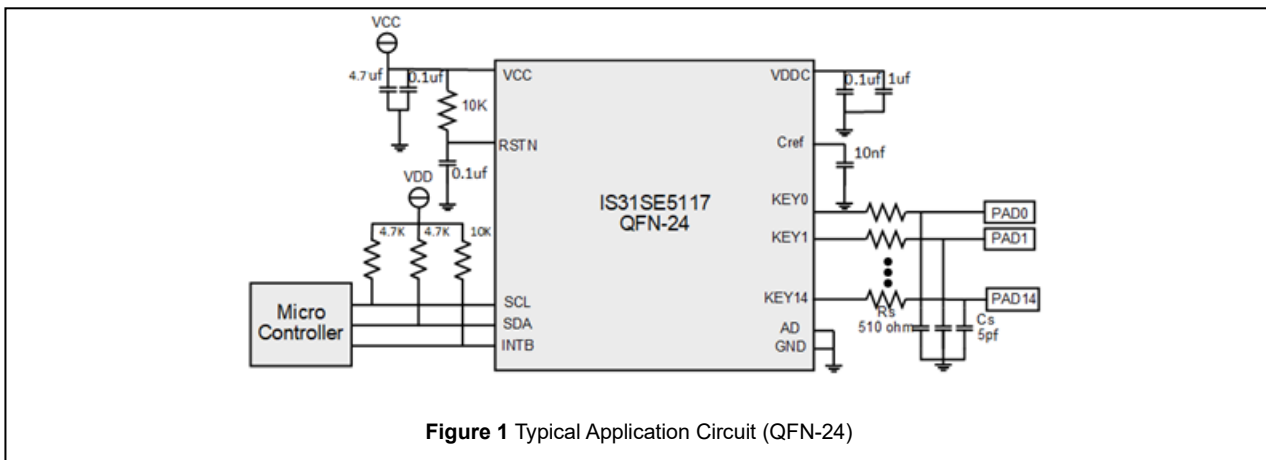 VCC
4.7uf
0.1uf
10K
VCC
RSTN
0.1uf
VDD
4.7K
4.7K
10K
Micro
Controller
SCL
SDA
INTB
IS31SE5117
QFN-24
VDDC
0.1uf
1uf
Cref
10nf
KEY0
PAD0
KEY1
PAD1
KEY14
PAD14
Rs
510 ohm
Cs
5pf
AD
GND
Figure 1 Typical Application Circuit (QFN-24)